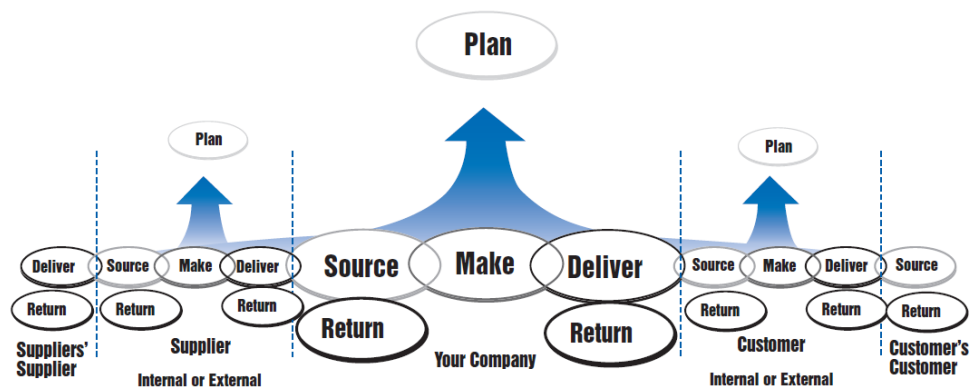 Plan
Plan
Plan
Deliver
Source
Make
Deliver
Source
Make
Deliver
Source
Make
Deliver
Source
Return
Return
Return
Return
Return
Return
Return
Return
Suppliers'
Supplier
Supplier
Internal or External
Your Company
Customer
Internal or External
Customer's
Customer